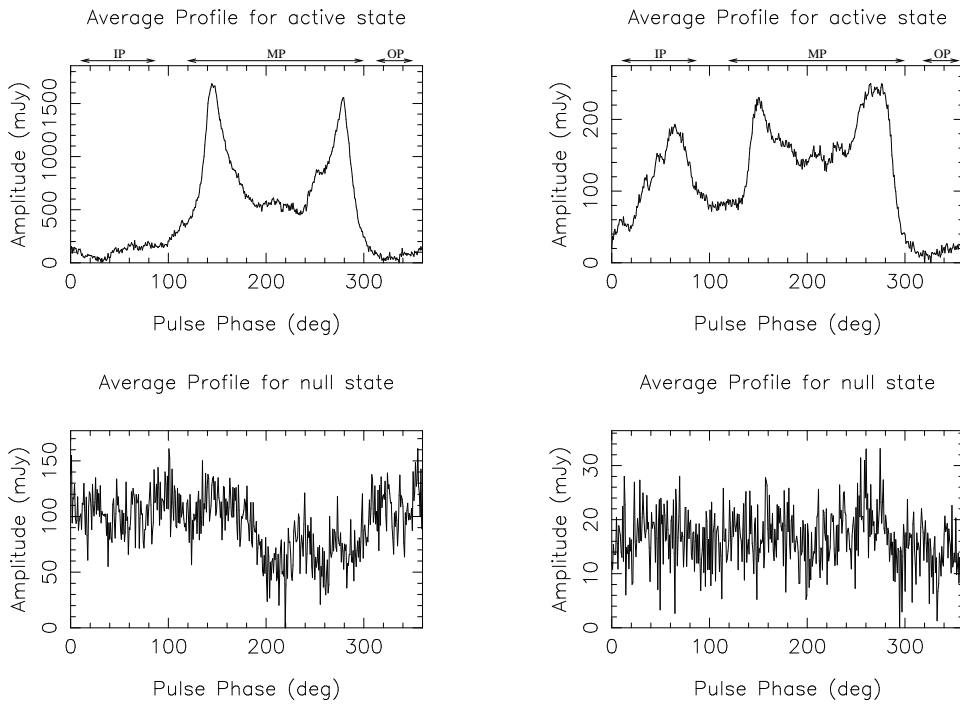 Average Profile for active state
IP MP OP
Amplitude (mJy)
0 500 1000 1500
0 100 200 300
Pulse Phase (deg)
Average Profile for active state
IP MP OP
Amplitude (mJy)
0 100 200
0 100 200 300
Pulse Phase (deg)
Average Profile for null state
Amplitude (mJy)
0 50 100 150
0 100 200 300
Pulse Phase (deg)
Average Profile for null state
Amplitude (mJy)
0 10 20 30
0 100 200 300
Pulse Phase (deg)